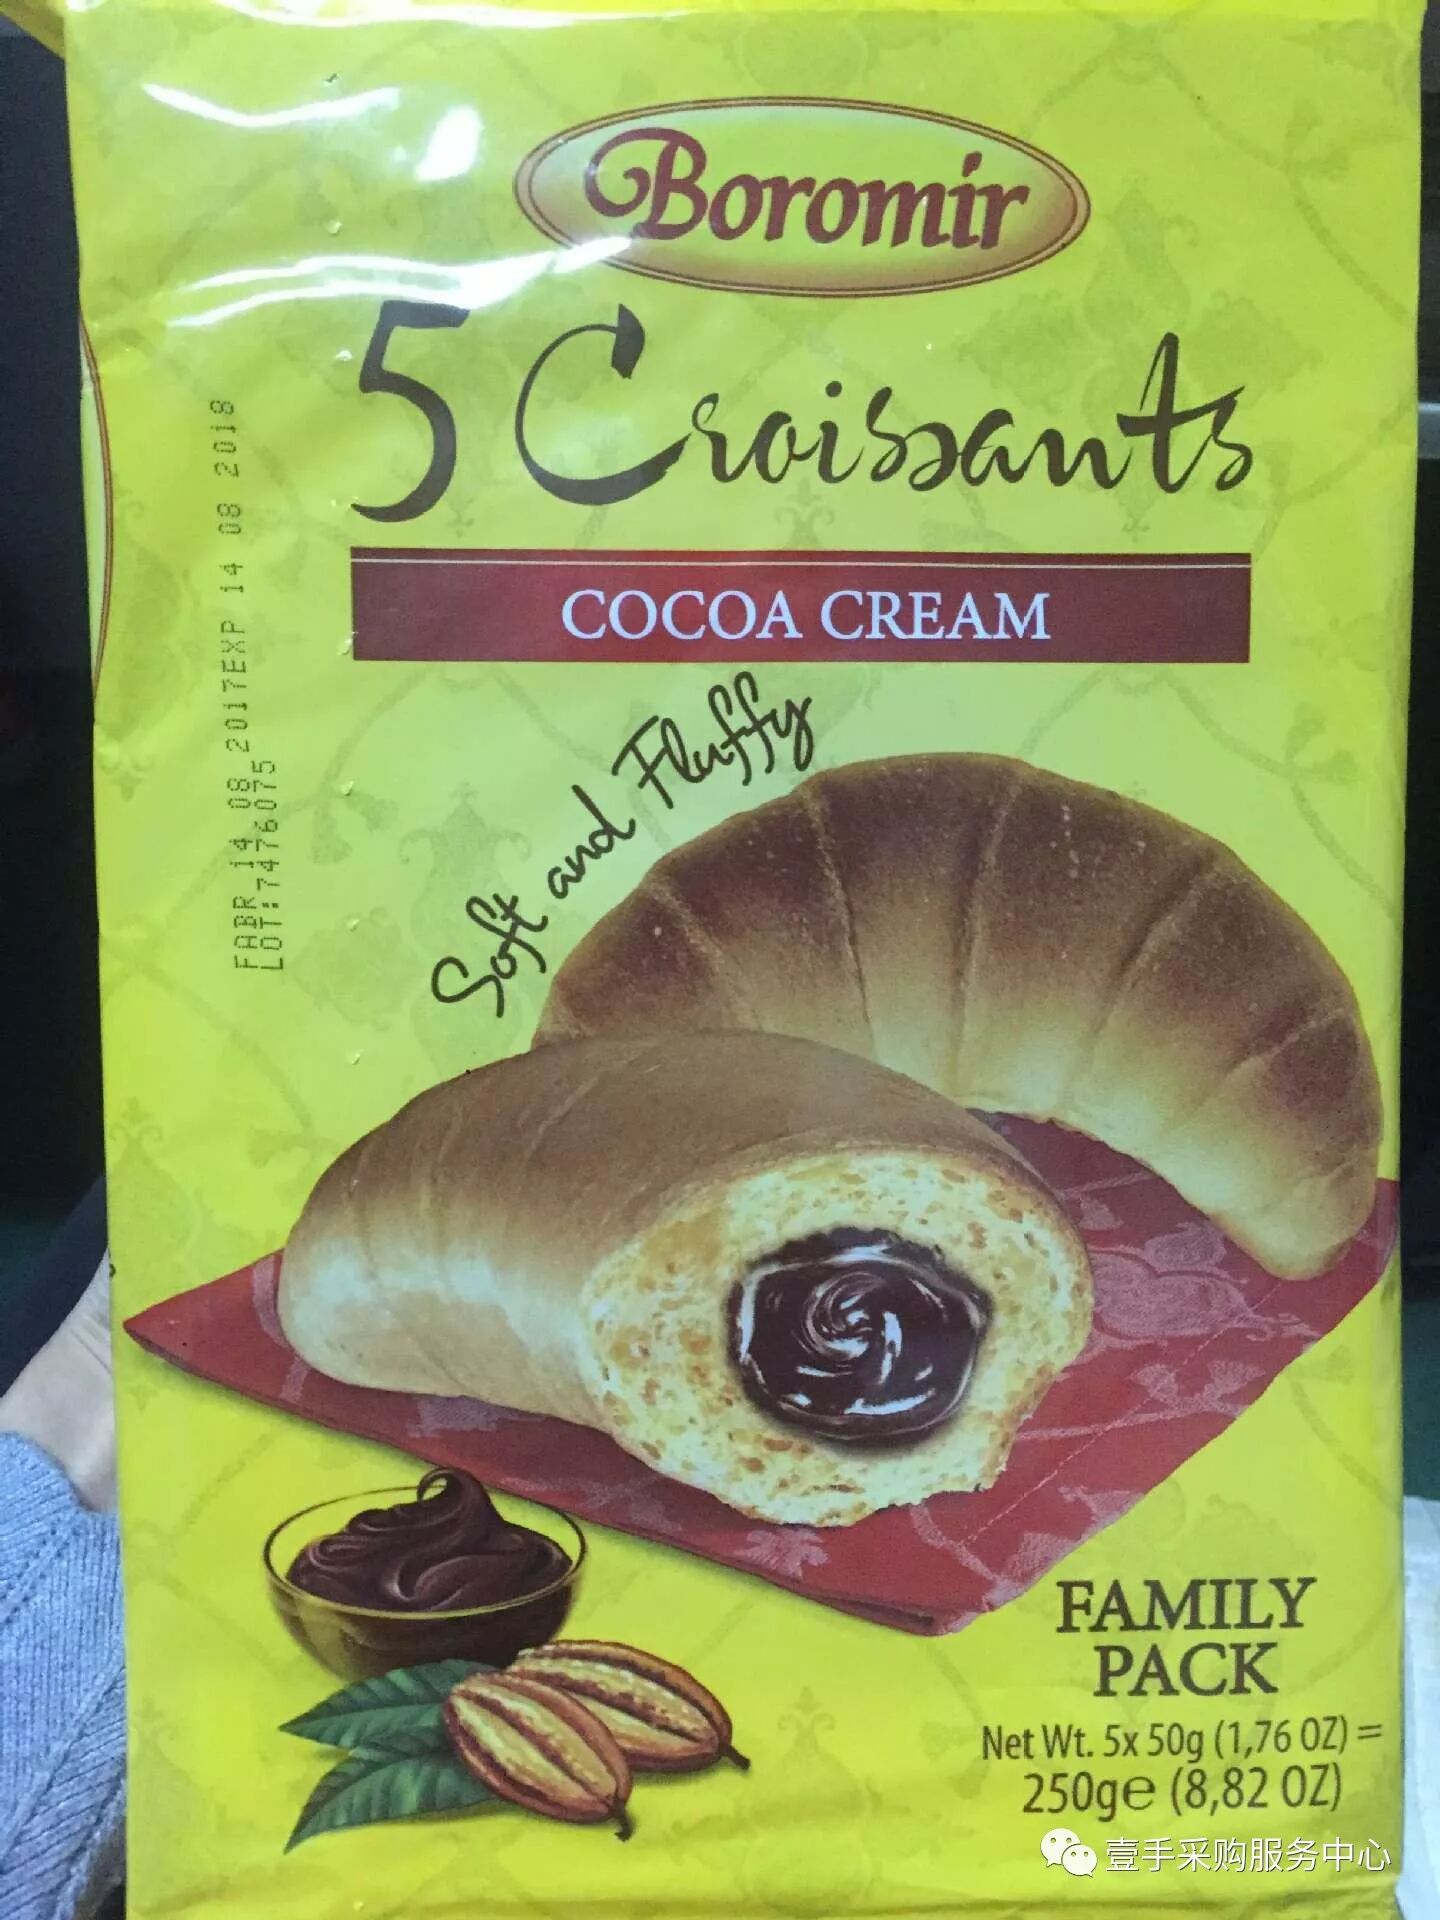 Boromir
5 Croissants
COCOA CREAM
Soft and Fluffy
FABR 14 08 2017EXP 14 08 2018
LOT:7476075
FAMILY
PACK
Net Wt. 5x 50g (1,76 OZ) =
250g℮ (8,82 OZ)
壹手采购服务中心